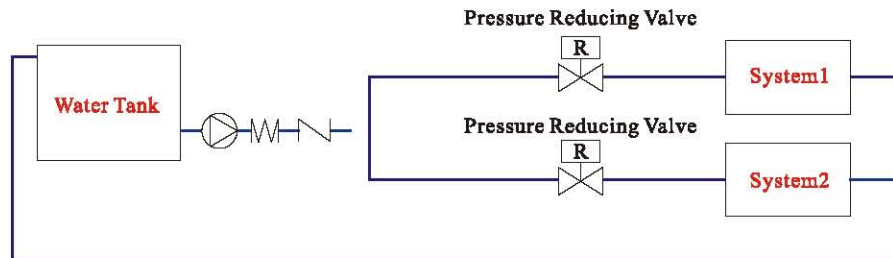 Pressure Reducing Valve
R
Water Tank
System1
Pressure Reducing Valve
R
System2